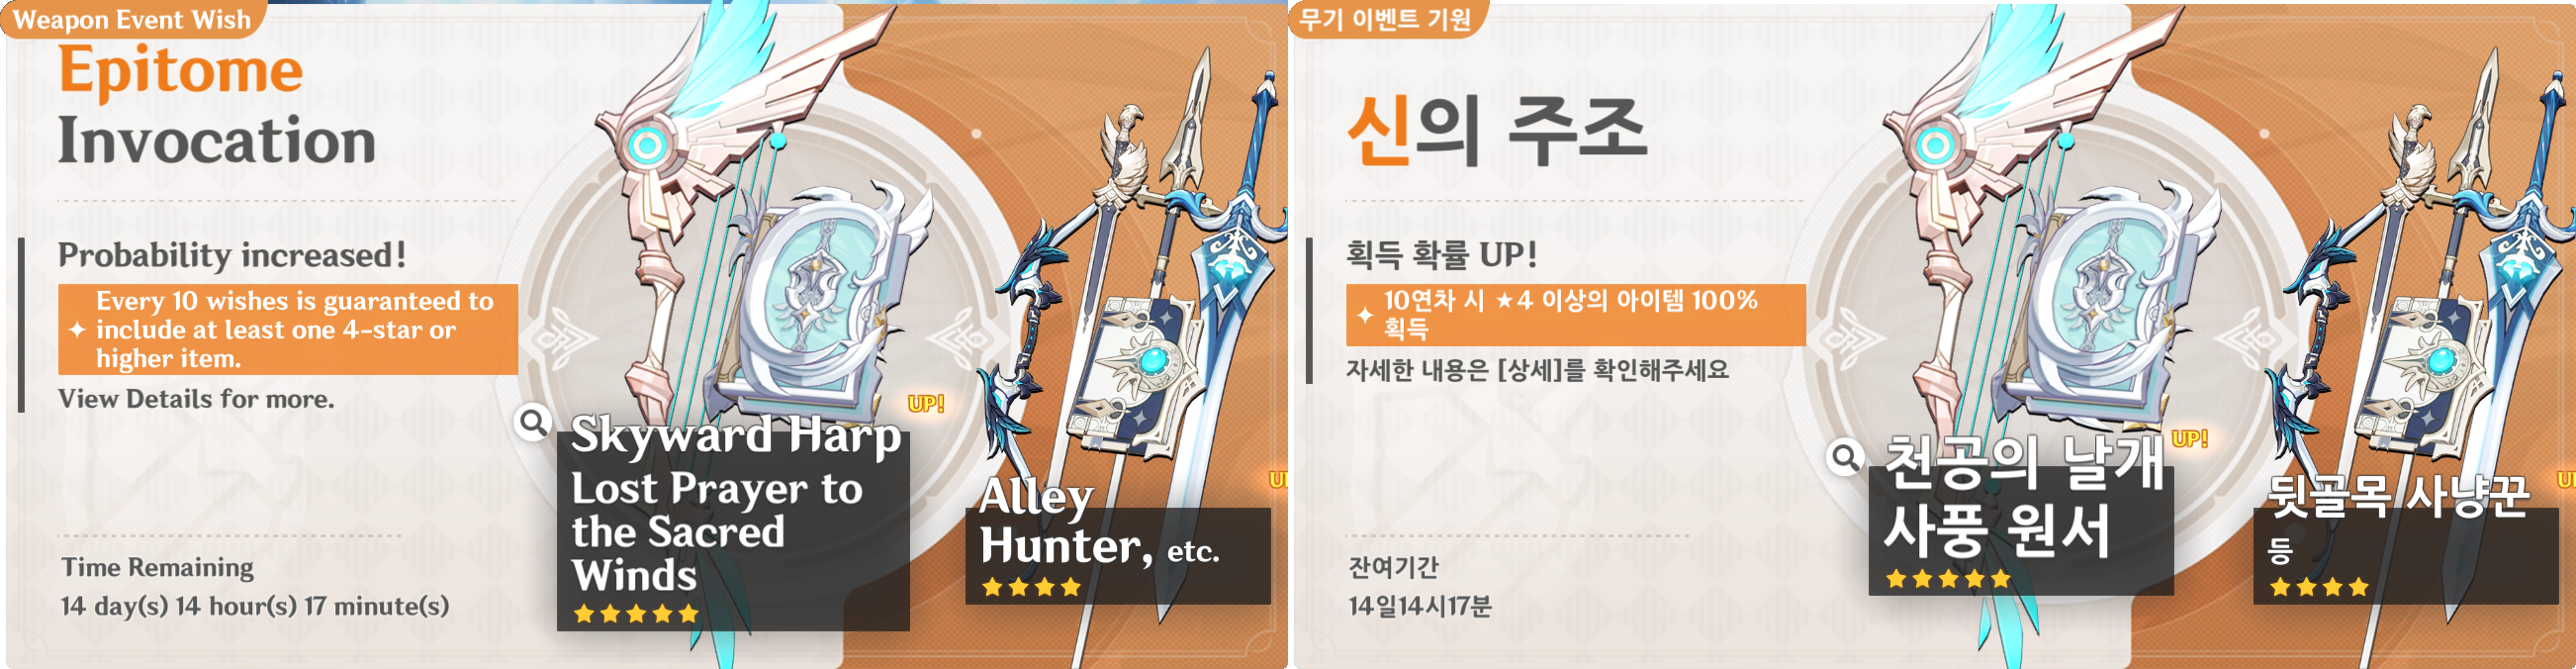 Weapon Event Wish
Epitome
Invocation
Probability increased!
Every 10 wishes is guaranteed to
include at least one 4-star or
higher item.
View Details for more.
Time Remaining
14 day(s) 14 hour(s) 17 minute(s)
UP!
Skyward Harp
Lost Prayer to
the Sacred
Winds
Alley
Hunter, etc.
무기 이벤트 기원
신의 주조
획득 확률 UP!
10연차 시 ★4 이상의 아이템 100%
획득
자세한 내용은 [상세]를 확인해주세요
잔여기간
14일14시17분
UP!
천공의 날개
사풍 원서
뒷골목 사냥꾼
등